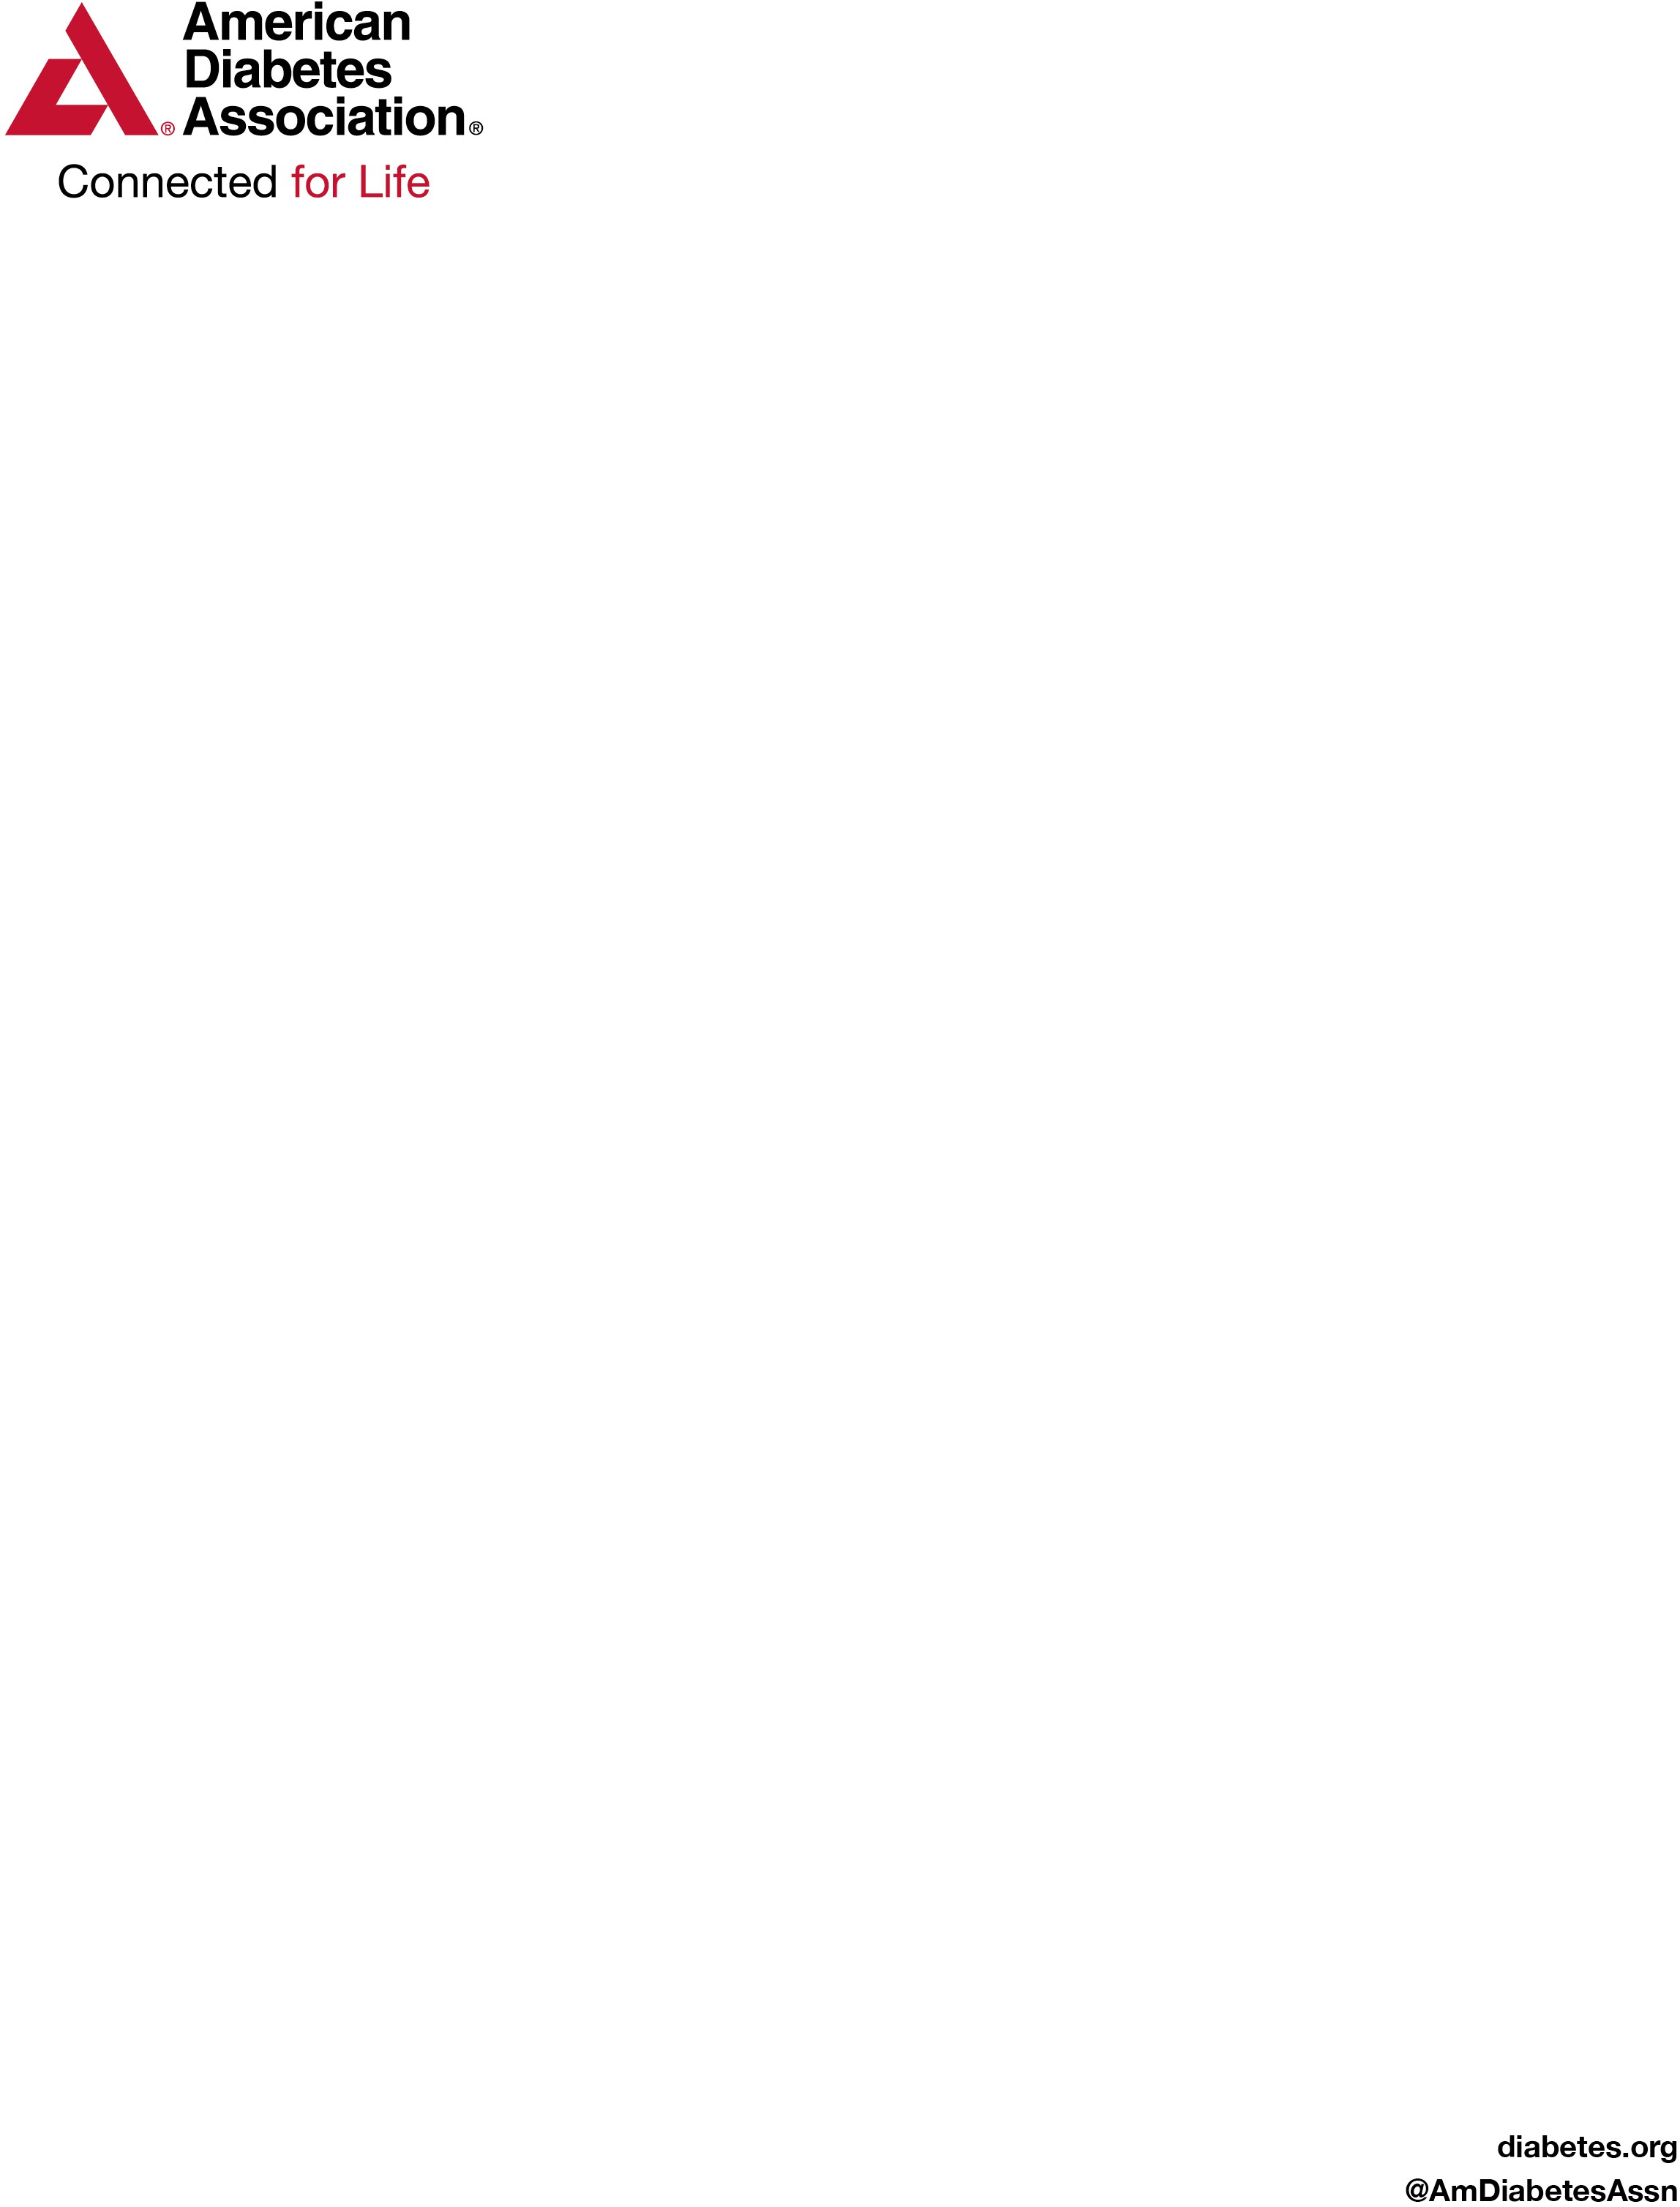 American
Diabetes
Association®
Connected for Life
diabetes.org
@AmDiabetesAssn